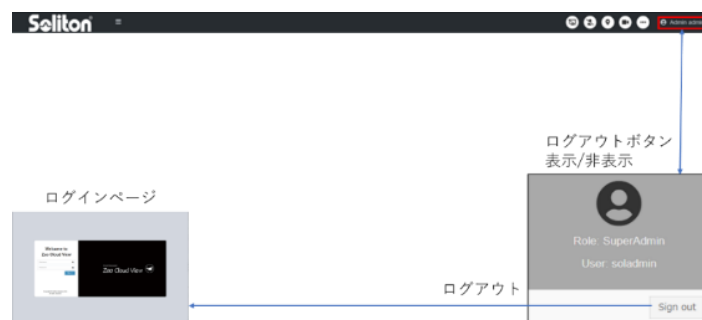 Soliton
Admin admi
ログアウトボタン
表示/非表示
ログインページ
Welcome to
Zao Cloud View
Zao Cloud View
Role: SuperAdmin
User: soladmin
ログアウト
Sign out